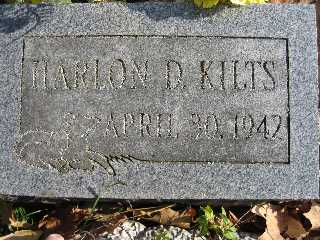 HARLON D. KILTS
APRIL 30, 1942